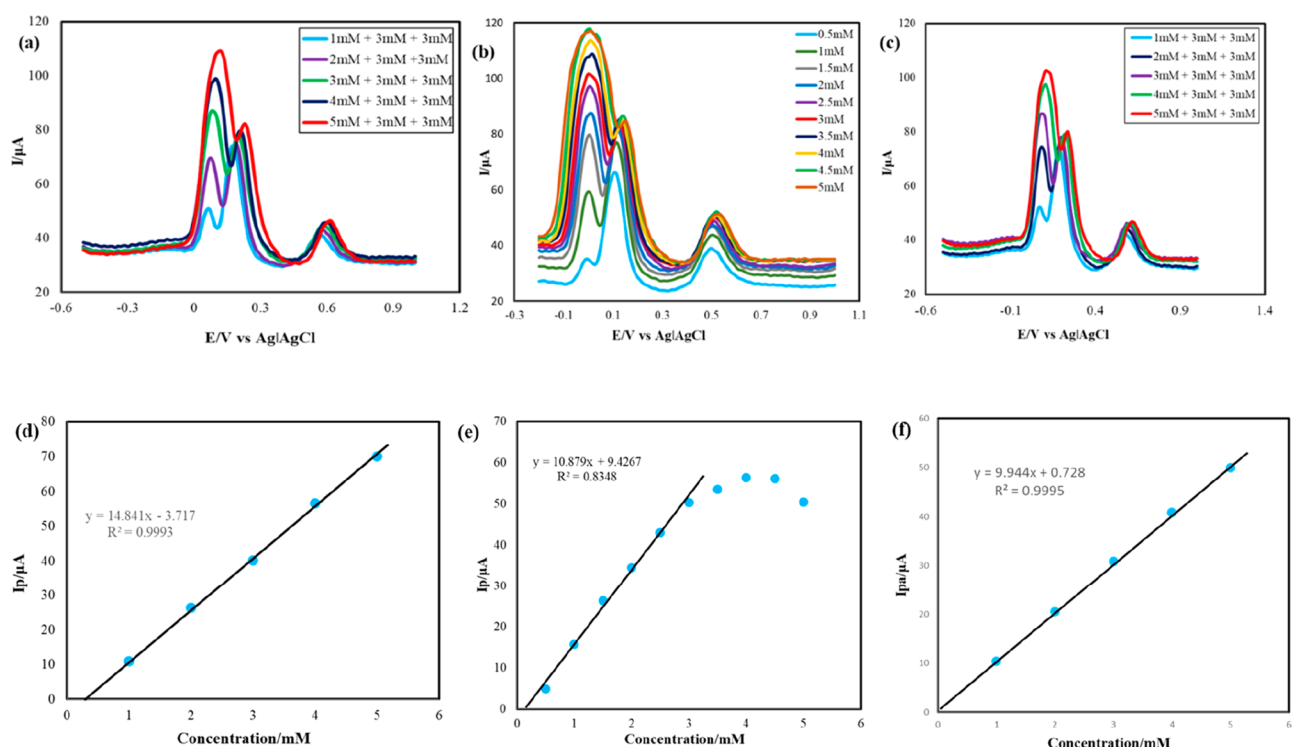 (a)
120
100
80
60
40
20
I/μA
-0.6
-0.3
0
0.3
0.6
0.9
1.2
E/V vs Ag|AgCl
1mM + 3mM + 3mM
2mM + 3mM +3mM
3mM + 3mM + 3mM
4mM + 3mM + 3mM
5mM + 3mM + 3mM
(b)
120
100
80
60
40
20
I/μA
-0.3
-0.1
0.1
0.3
0.5
0.7
0.9
1.1
E/V vs Ag|AgCl
0.5mM
1mM
1.5mM
2mM
2.5mM
3mM
3.5mM
4mM
4.5mM
5mM
(c)
120
100
80
60
40
20
I/μA
-0.6
-0.1
0.4
0.9
1.4
E/V vs Ag|AgCl
1mM + 3mM + 3mM
2mM + 3mM + 3mM
3mM + 3mM + 3mM
4mM + 3mM + 3mM
5mM + 3mM + 3mM
(d)
80
70
60
50
40
30
20
10
0
Ip/μA
y = 14.841x - 3.717
R² = 0.9993
0
1
2
3
4
5
6
Concentration/mM
(e)
70
60
50
40
30
20
10
0
Ip/μA
y = 10.879x + 9.4267
R² = 0.8348
0
1
2
3
4
5
6
Concentration/mM
(f)
60
50
40
30
20
10
0
Ipa/μA
y = 9.944x + 0.728
R² = 0.9995
0
1
2
3
4
5
6
Concentration/mM